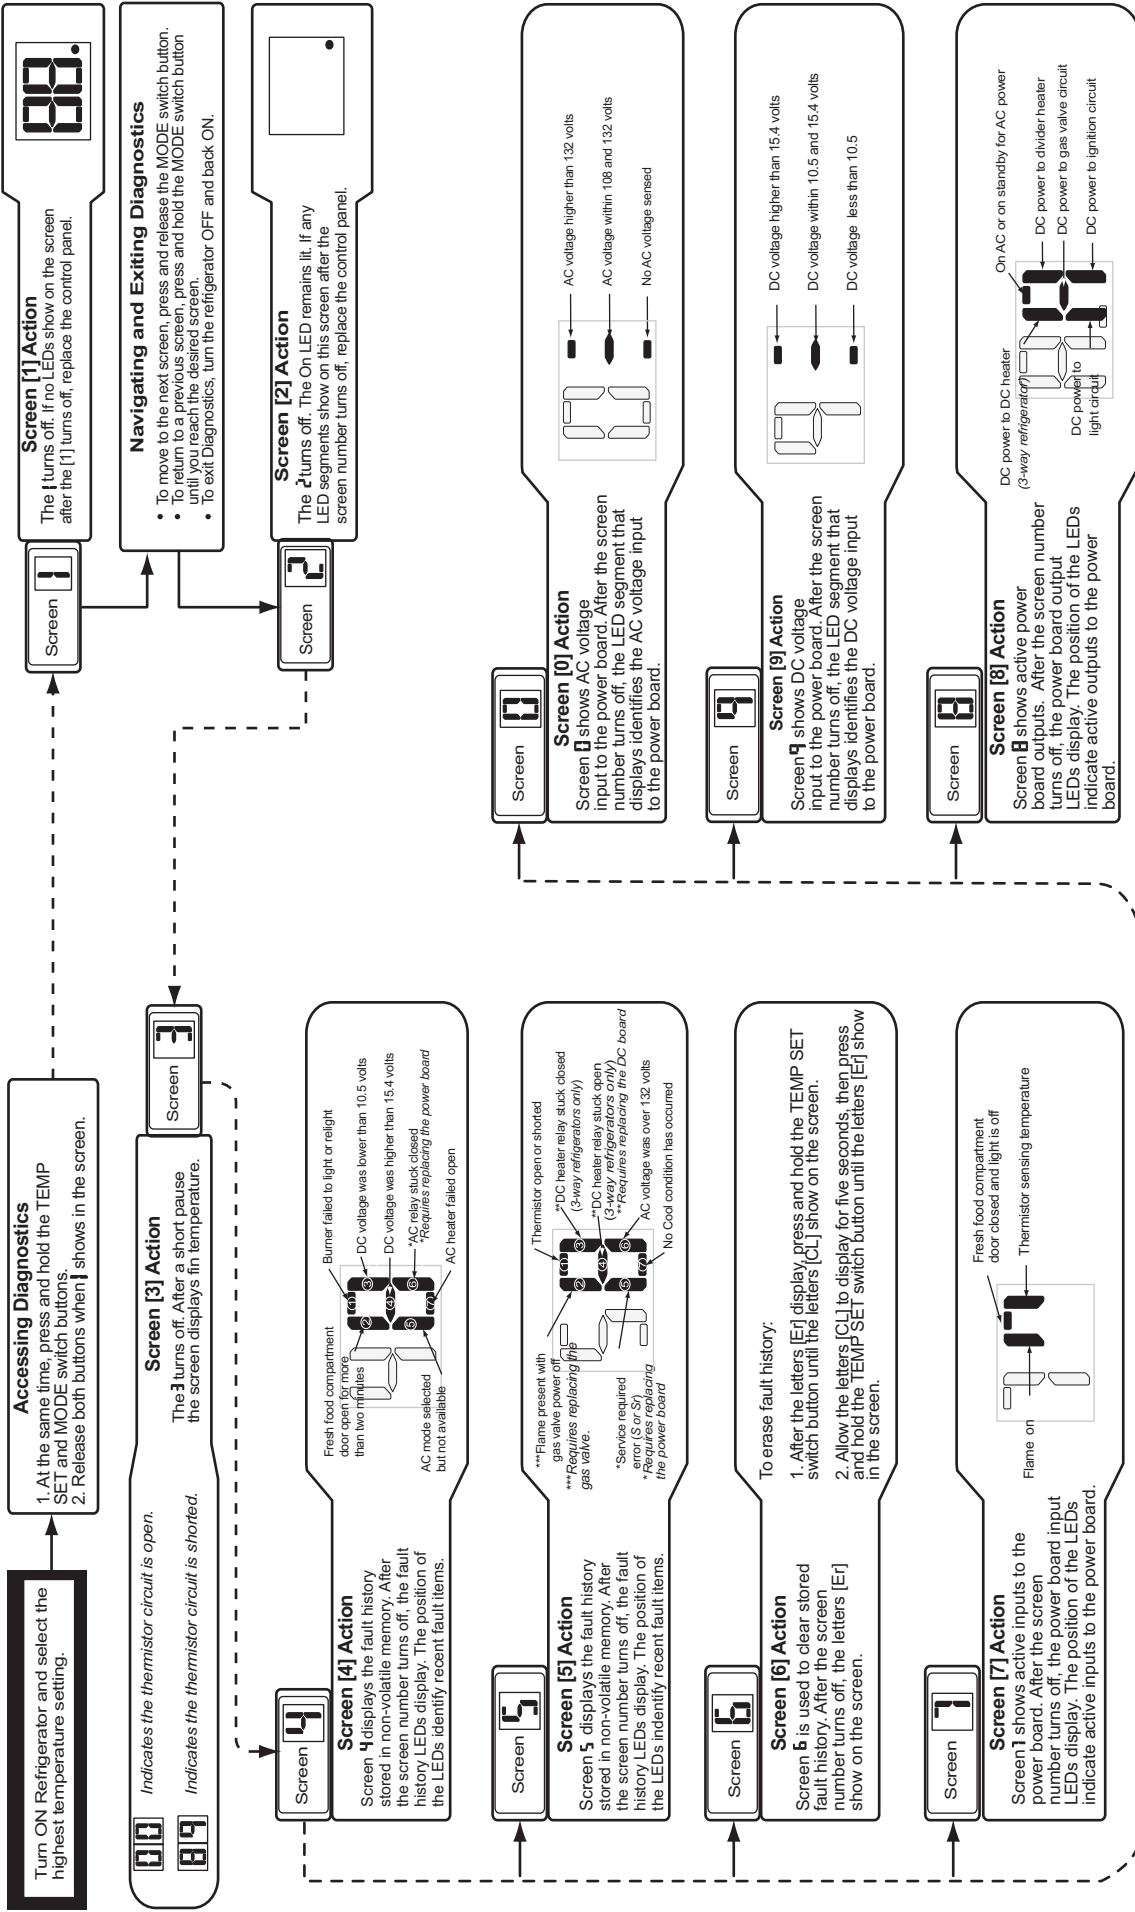 Turn ON Refrigerator and select the
highest temperature setting.
Accessing Diagnostics
1. At the same time, press and hold the TEMP
SET and MODE switch buttons.
2. Release both buttons when 1 shows in the screen.
Screen 1
Screen [1] Action
The 1 turns off. If no LEDs show on the screen
after the [1] turns off, replace the control panel.
88.
Navigating and Exiting Diagnostics
• To move to the next screen, press and release the MODE switch button.
• To return to a previous screen, press and hold the MODE switch button
until you reach the desired screen.
• To exit Diagnostics, turn the refrigerator OFF and back ON.
Screen 2
Screen [2] Action
The 2 turns off. The On LED remains lit. If any
LED segments show on this screen after the
screen number turns off, replace the control panel.
Screen 3
Screen [3] Action
The 3 turns off. After a short pause
the screen displays fin temperature.
00 Indicates the thermistor circuit is open.
89 Indicates the thermistor circuit is shorted.
Screen 4
Screen [4] Action
Screen 4 displays the fault history
stored in non-volatile memory. After
the screen number turns off, the fault
history LEDs display. The position of
the LEDs identify recent fault items.
Fresh food compartment
door open for more
than two minutes
AC mode selected
but not available
1
2
3
4
5
6
7
Burner failed to light or relight
DC voltage was lower than 10.5 volts
DC voltage was higher than 15.4 volts
*AC relay stuck closed
*Requires replacing the power board
AC heater failed open
Screen 5
Screen [5] Action
Screen 5 displays the fault history
stored in non-volatile memory. After
the screen number turns off, the fault
history LEDs display. The position of
the LEDs indentify recent fault items.
***Flame present with
gas valve power off
***Requires replacing the
gas valve.
*Service required
error (S or Sr)
*Requires replacing
the power board
1
2
3
4
5
6
7
Thermistor open or shorted
**DC heater relay stuck closed
(3-way refrigerators only)
**DC heater relay stuck open
(3-way refrigerators only)
**Requires replacing the DC board
AC voltage was over 132 volts
No Cool condition has occurred
Screen 6
Screen [6] Action
Screen 6 is used to clear stored
fault history. After the screen
number turns off, the letters [Er]
show on the screen.
To erase fault history:
1. After the letters [Er] display, press and hold the TEMP SET
switch button until the letters [CL] show on the screen.
2. Allow the letters [CL] to display for five seconds, then press
and hold the TEMP SET switch button until the letters [Er] show
in the screen.
Screen 7
Screen [7] Action
Screen 7 shows active inputs to the
power board. After the screen
number turns off, the power board input
LEDs display. The position of the LEDs
indicate active inputs to the power board.
Flame on
Fresh food compartment
door closed and light is off
Thermistor sensing temperature
Screen 0
Screen [0] Action
Screen 0 shows AC voltage
input to the power board. After the screen
number turns off, the LED segment that
displays identifies the AC voltage input
to the power board.
AC voltage higher than 132 volts
AC voltage within 108 and 132 volts
No AC voltage sensed
Screen 9
Screen [9] Action
Screen 9 shows DC voltage
input to the power board. After the screen
number turns off, the LED segment that
displays identifies the DC voltage input
to the power board.
DC voltage higher than 15.4 volts
DC voltage within 10.5 and 15.4 volts
DC voltage less than 10.5
Screen 8
Screen [8] Action
Screen 8 shows active power
board outputs. After the screen number
turns off, the power board output
LEDs display. The position of the LEDs
indicate active outputs to the power
board.
DC power to DC heater
(3-way refrigerator)
DC power to
light circuit
On AC or on standby for AC power
DC power to divider heater
DC power to gas valve circuit
DC power to ignition circuit